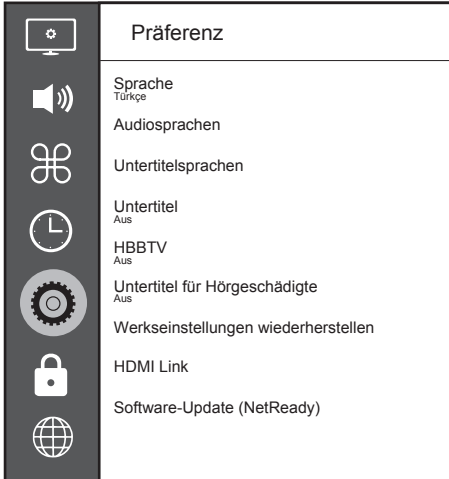 Präferenz
Sprache
Türkçe
Audiosprachen
Untertitelsprachen
Untertitel
Aus
HBBTV
Aus
Untertitel für Hörgeschädigte
Aus
Werkseinstellungen wiederherstellen
HDMI Link
Software-Update (NetReady)